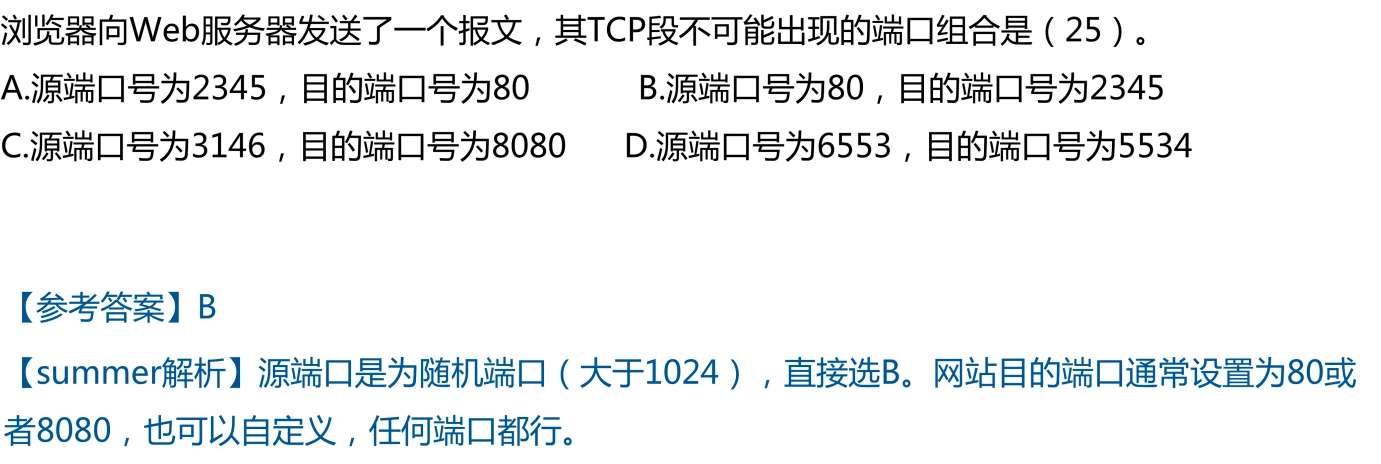 浏览器向Web服务器发送了一个报文，其TCP段不可能出现的端口组合是（25）。
A.源端口号为2345，目的端口号为80 B.源端口号为80，目的端口号为2345
C.源端口号为3146，目的端口号为8080 D.源端口号为6553，目的端口号为5534
【参考答案】B
【summer解析】源端口是为随机端口（大于1024），直接选B。网站目的端口通常设置为80或
者8080，也可以自定义，任何端口都行。